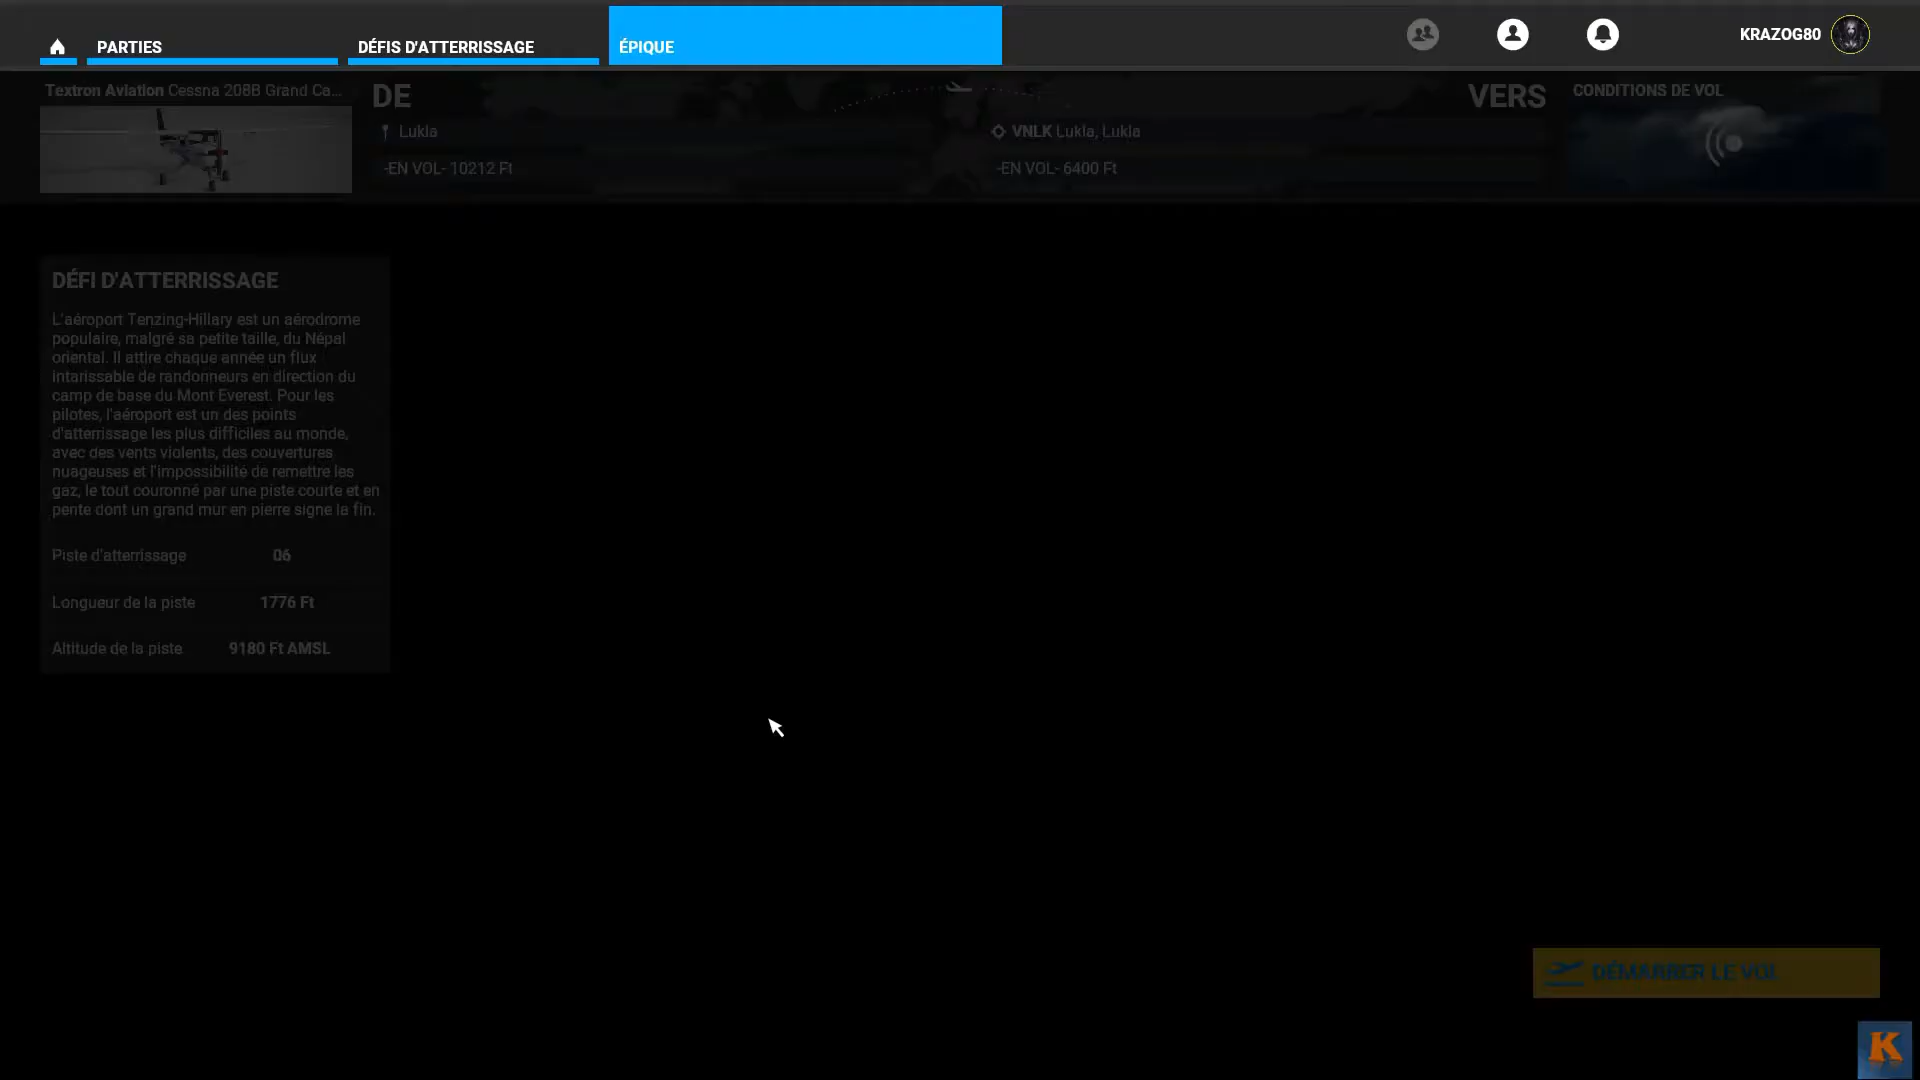 PARTIES
DÉFIS D'ATTERRISSAGE
ÉPIQUE
KRAZOG80
Textron Aviation Cessna 208B Grand Ca...
DE
VERS
CONDITIONS DE VOL
Lukla
VNLK Lukla, Lukla
-EN VOL- 10212 Ft
-EN VOL- 6400 Ft
DÉFI D'ATTERRISSAGE
L'aéroport Tenzing-Hillary est un aérodrome
populaire, malgré sa petite taille, du Népal
oriental. Il attire chaque année un flux
intarissable de randonneurs en direction du
camp de base du Mont Everest. Pour les
pilotes, l'aéroport est un des points
d'atterrissage les plus difficiles au monde,
avec des vents violents, des couvertures
nuageuses et l'impossibilité de remettre les
gaz, le tout couronné par une piste courte et en
pente dont un grand mur en pierre signe la fin.
Piste d'atterrissage 06
Longueur de la piste 1776 Ft
Altitude de la piste 9180 Ft AMSL
DÉMARRER LE VOL
K